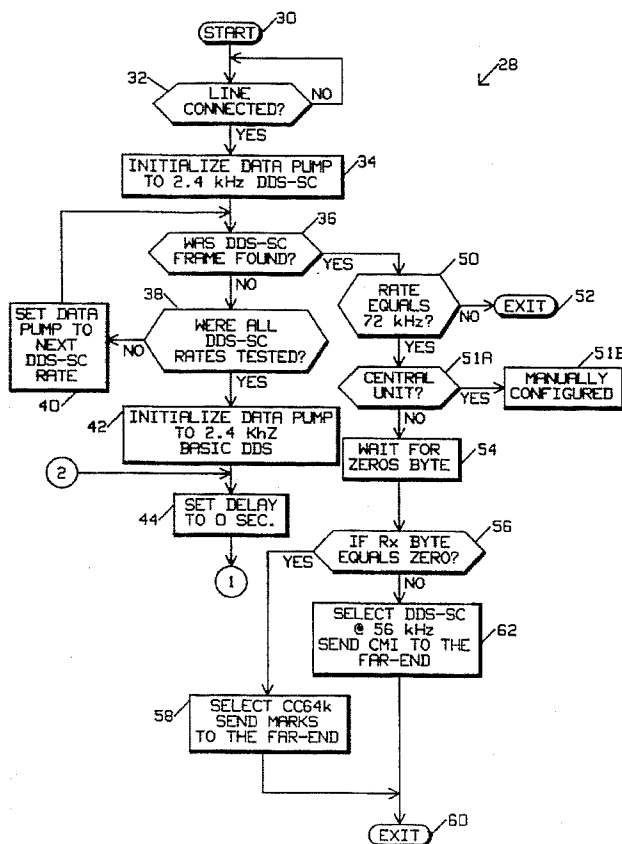 START
30
28
32
LINE
CONNECTED?
NO
YES
INITIALIZE DATA PUMP
TO 2.4 kHz DDS-SC
34
36
WAS DDS-SC
FRAME FOUND?
YES
NO
50
RATE
EQUALS
72 kHz?
NO
EXIT
52
YES
38
WERE ALL
DDS-SC
RATES TESTED?
NO
YES
SET DATA
PUMP TO
NEXT
DDS-SC
RATE
40
51A
CENTRAL
UNIT?
YES
NO
51B
MANUALLY
CONFIGURED
42
INITIALIZE DATA PUMP
TO 2.4 KhZ
BASIC DDS
WAIT FOR
ZEROS BYTE
54
2
44
SET DELAY
TO 0 SEC.
1
56
IF Rx BYTE
EQUALS ZERO?
YES
NO
SELECT DDS-SC
@ 56 kHz
SEND CMI TO THE
FAR-END
62
58
SELECT CC64k
SEND MARKS
TO THE FAR-END
EXIT
60